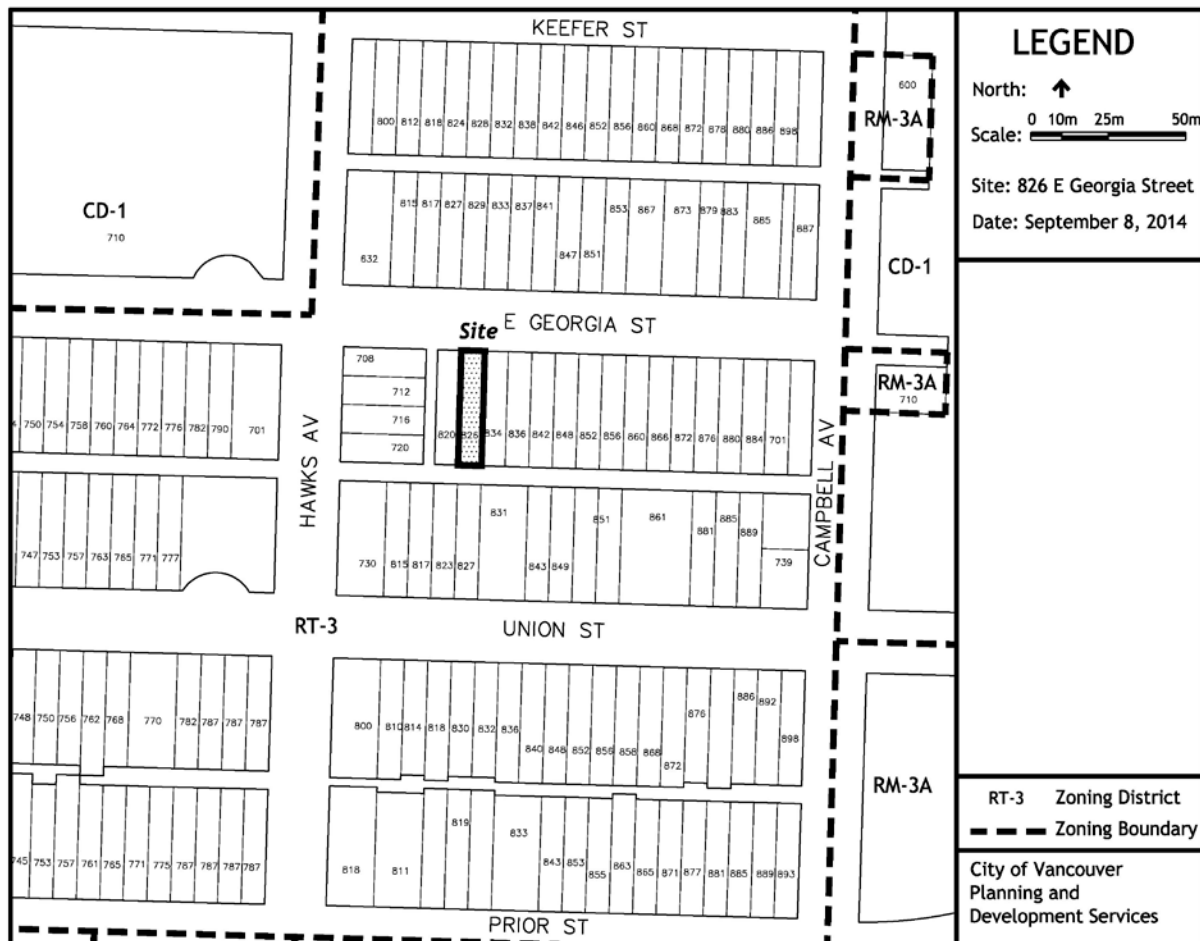 KEEFER ST
800 812 818 824 828 832 838 842 846 852 856 860 868 872 878 880 886 898
600
RM-3A
CD-1
710
815 817 827 829 833 837 841 853 867 873 879 883 885 887
632 847 851
CD-1
E GEORGIA ST
Site
708
712
716
720
820 826 834 836 842 848 852 856 860 866 872 876 880 884 701
RM-3A
710
750 754 758 760 764 772 776 782 790 701
HAWKS AV
CAMPBELL AV
831 851 861 881 885 889
739
730 815 817 823 827 843 849
747 753 757 763 765 771 777
RT-3
UNION ST
748 750 756 762 768 770 782 787 787 787
800 810 814 818 830 832 836 876 886 892
840 848 852 856 858 868 872 898
RM-3A
745 753 757 761 765 771 775 787 787 787 787
819 833
818 811 843 853 855 863 865 871 877 881 885 889 893
PRIOR ST
LEGEND
North:
0 10m 25m 50m
Scale:
Site: 826 E Georgia Street
Date: September 8, 2014
RT-3 Zoning District
Zoning Boundary
City of Vancouver
Planning and
Development Services